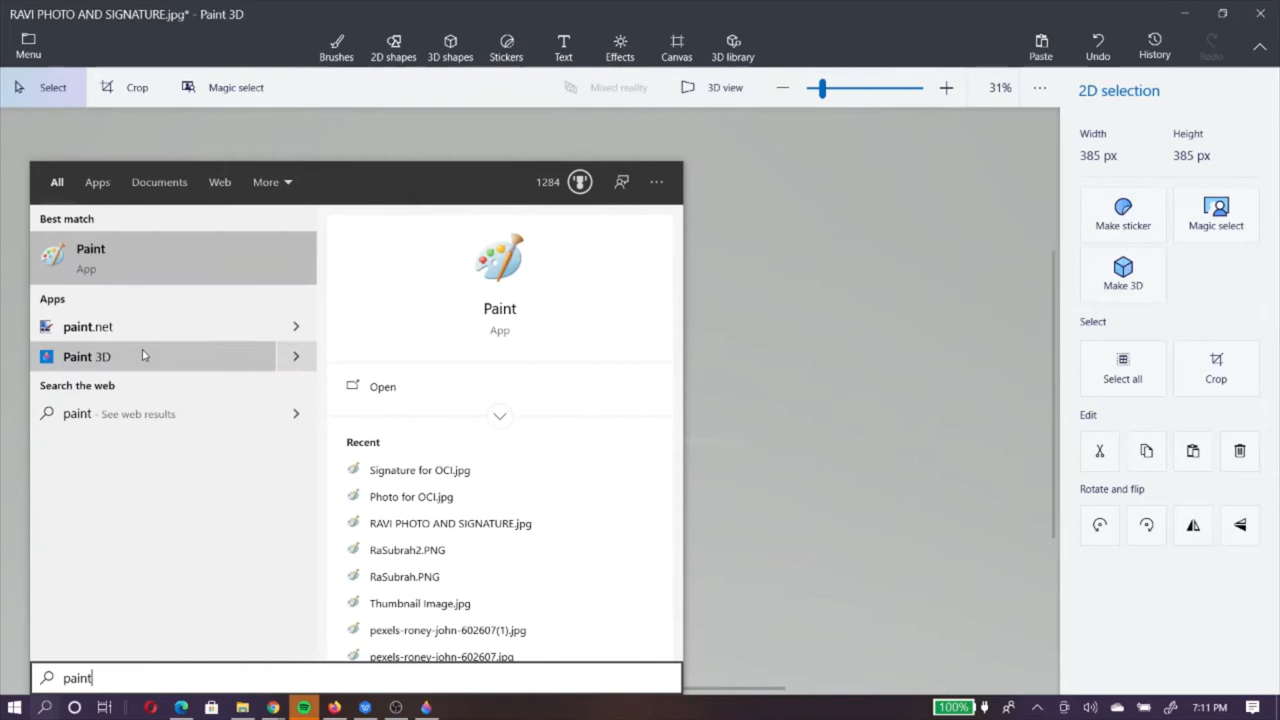 RAVI PHOTO AND SIGNATURE.jpg* - Paint 3D
Menu
Brushes
2D shapes
3D shapes
Stickers
Text
Effects
Canvas
3D library
Paste
Undo
History
Redo
Select
Crop
Magic select
Mixed reality
3D view
31%
2D selection
Width
Height
385 px
385 px
Make sticker
Magic select
Make 3D
Select
Select all
Crop
Edit
Rotate and flip
All
Apps
Documents
Web
More
1284
Best match
Paint
App
Apps
paint.net
Paint 3D
Search the web
paint - See web results
Paint
App
Open
Recent
Signature for OCI.jpg
Photo for OCI.jpg
RAVI PHOTO AND SIGNATURE.jpg
RaSubrah2.PNG
RaSubrah.PNG
Thumbnail Image.jpg
pexels-roney-john-602607(1).jpg
pexels-roney-john-602607.jpg
paint
100%
7:11 PM